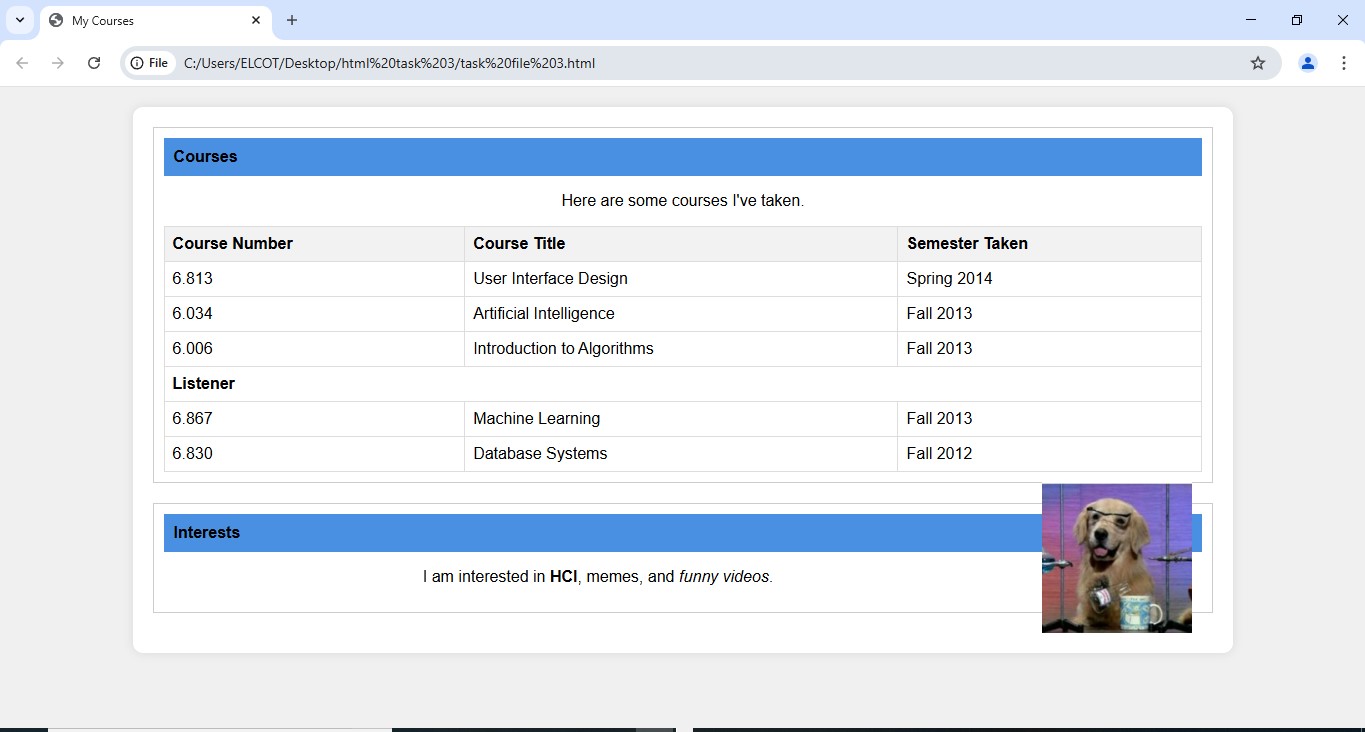 My Courses
File C:/Users/ELCOT/Desktop/html%20task%203/task%20file%203.html
Courses
Here are some courses I've taken.
Course Number Course Title Semester Taken
6.813 User Interface Design Spring 2014
6.034 Artificial Intelligence Fall 2013
6.006 Introduction to Algorithms Fall 2013
Listener
6.867 Machine Learning Fall 2013
6.830 Database Systems Fall 2012
Interests
I am interested in HCI, memes, and funny videos.